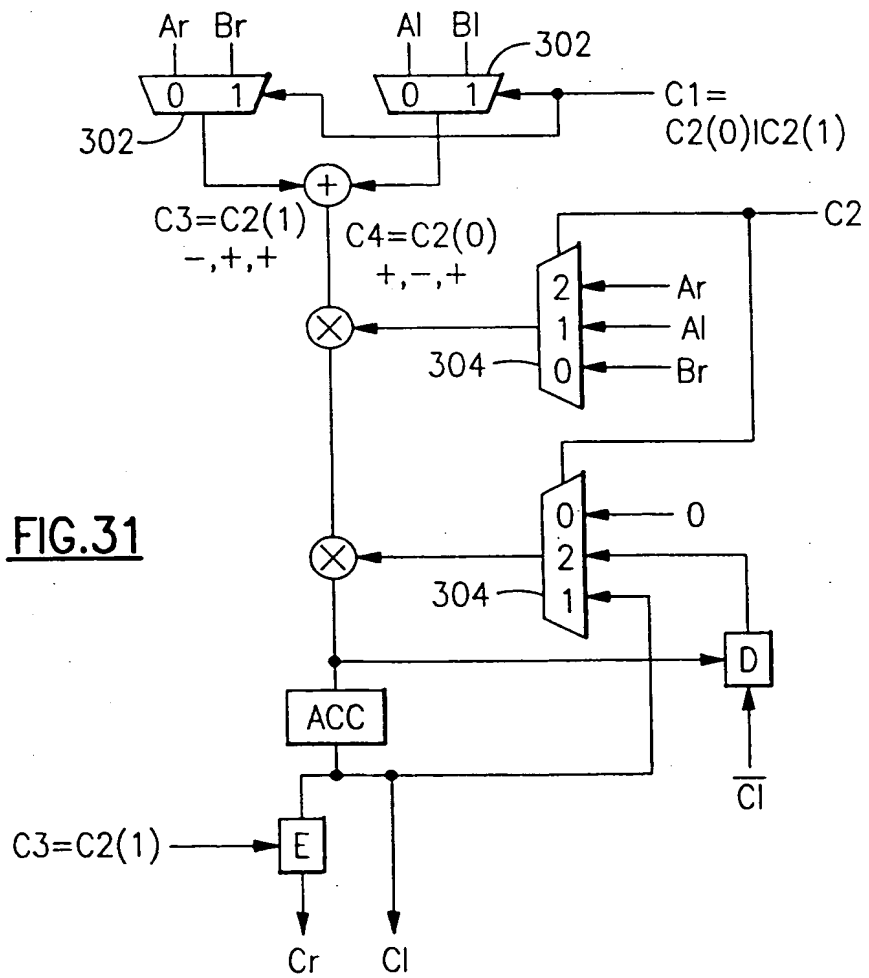 Ar Br
Al Bl
302
0 1
0 1
C1=
C2(0)|C2(1)
302
+
C3=C2(1)
-,+,+
C4=C2(0)
+,-,+
C2
2
Ar
1
Al
304
0
Br
FIG.31
0
0
2
304
1
D
ACC
C̅l̅
C3=C2(1)
E
Cr
Cl